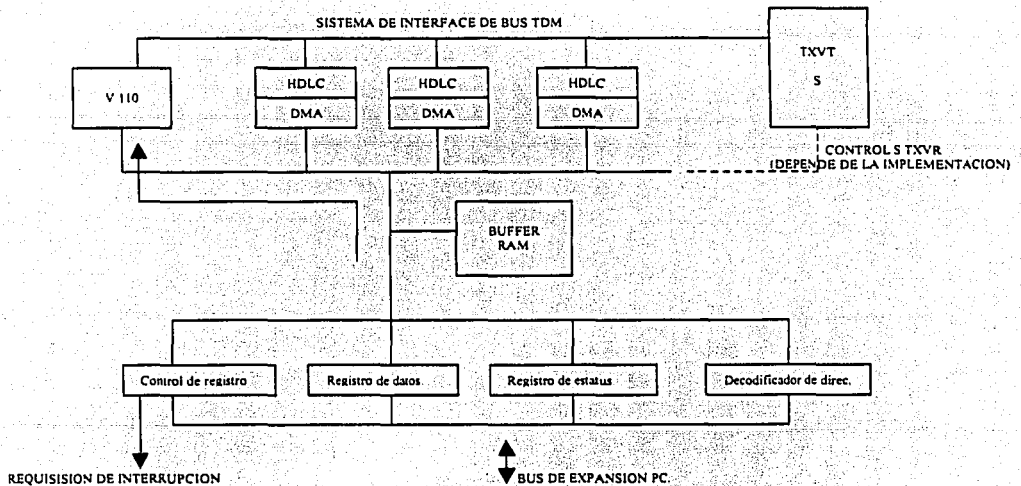 SISTEMA DE INTERFACE DE BUS TDM
TXVT
S
V 110
HDLC
DMA
HDLC
DMA
HDLC
DMA
CONTROL S TXVR
(DEPENDE DE LA IMPLEMENTACION)
BUFFER
RAM
Control de registro
Registro de datos.
Registro de estatus
Decodificador de direc.
REQUISISION DE INTERRUPCION
BUS DE EXPANSION PC.